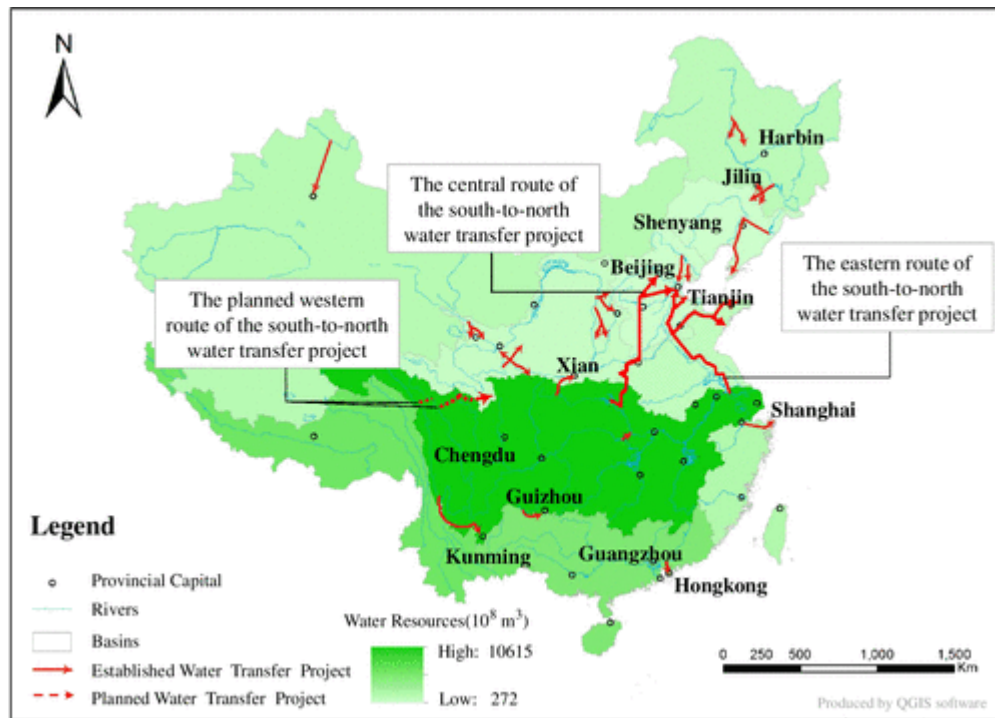 N
Harbin
Jilin
The central route of
the south-to-north
water transfer project
Shenyang
Beijing
The eastern route of
the south-to-north
water transfer project
Tianjin
The planned western
route of the south-to-north
water transfer project
Xian
Shanghai
Chengdu
Guizhou
Kunming
Guangzhou
Hongkong
Legend
Provincial Capital
Rivers
Basins
Established Water Transfer Project
Planned Water Transfer Project
Water Resources(10⁸ m³)
High: 10615
Low: 272
0 250 500 1,000 1,500
Km
Produced by QGIS software